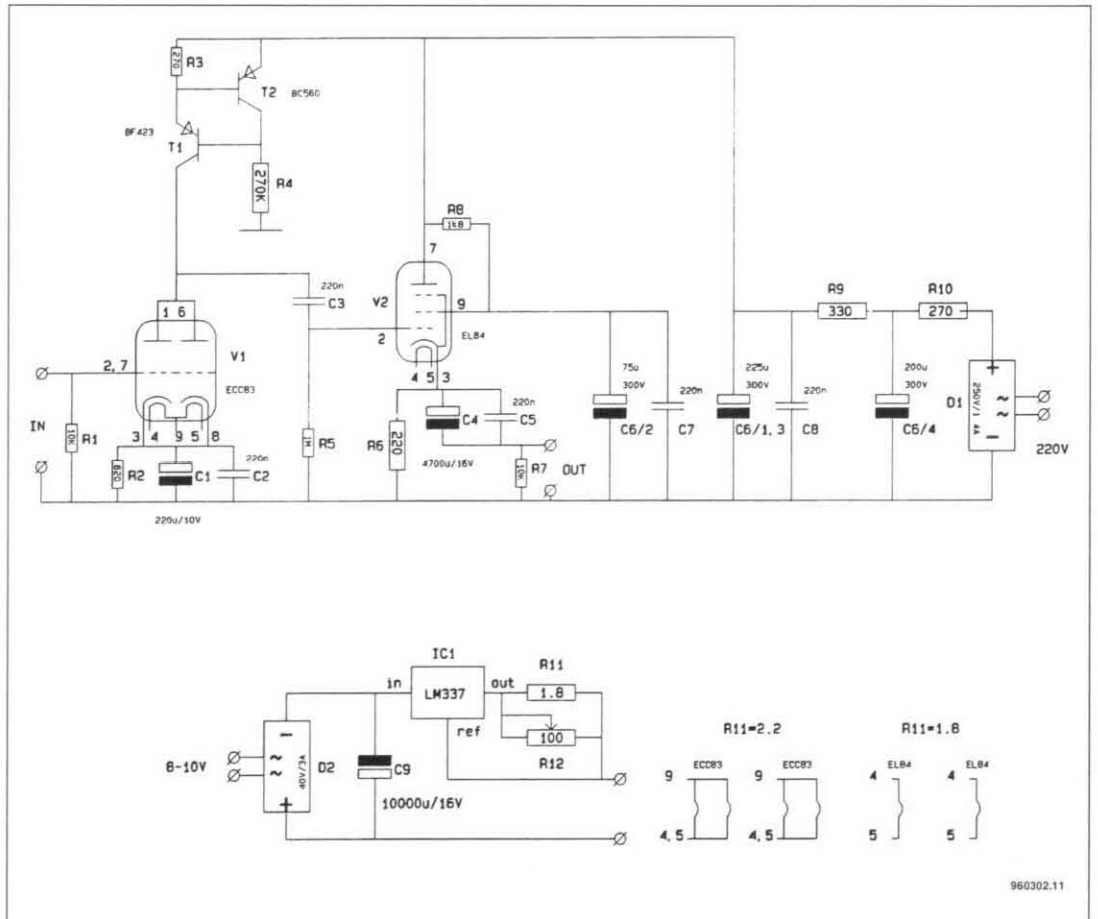 270
R3
T2
BC560
BF423
T1
270K
R4
R8
1k8
7
220n
C3
V2
9
2
EL84
4 5 3
1 6
2, 7
V1
ECC83
IN
10K
R1
3 4 9 5 8
820
R2
C1
220n
C2
220u/10V
1M
R5
R6
220
C4
220n
C5
4700u/16V
10K
R7
OUT
75u
300V
C6/2
220n
C7
225u
300V
C6/1, 3
220n
C8
R9
330
200u
300V
C6/4
R10
270
D1
+
~
~
–
250V/1 4A
220V
IC1
LM337
in
out
ref
R11
1.8
100
R12
8-10V
–
~
~
+
40V/3A
D2
C9
10000u/16V
R11=2.2
ECC83
9
4, 5
ECC83
9
4, 5
R11=1.8
EL84
4
5
EL84
4
5
960302.11